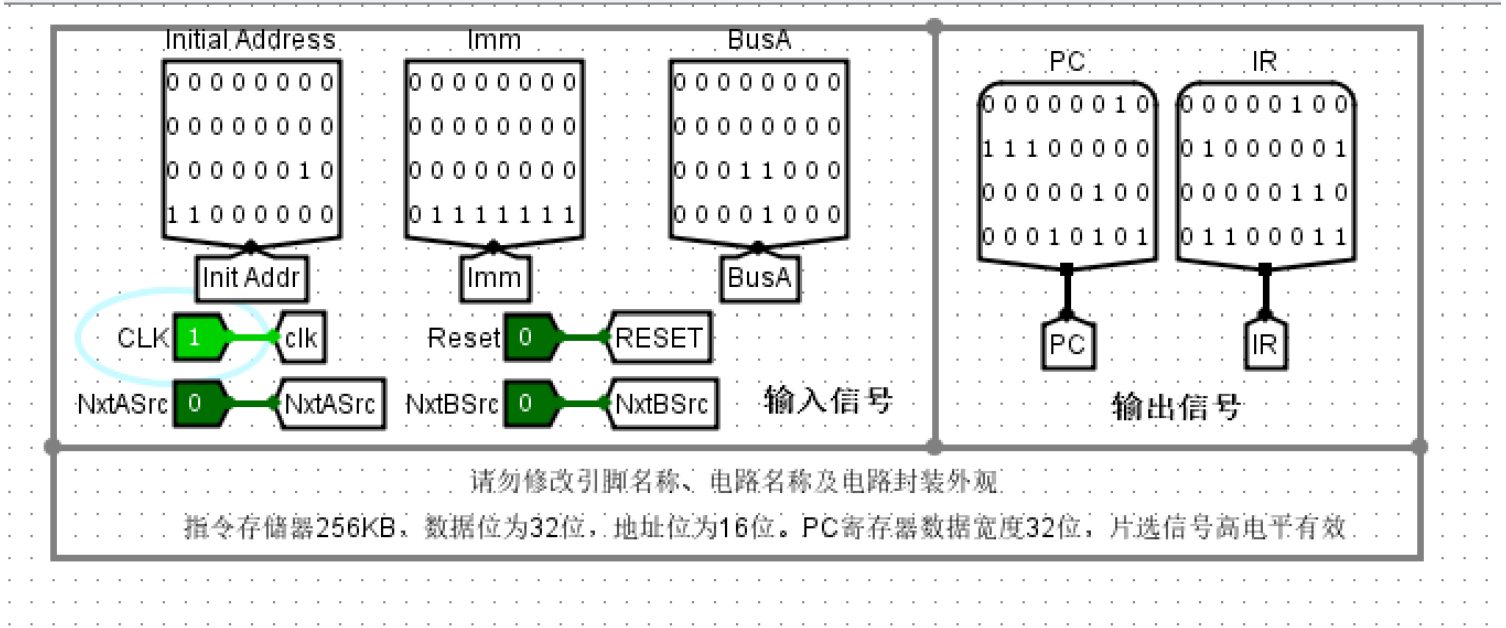 Initial Address Imm BusA
PC IR
0 0 0 0 0 0 0 0 0 0 0 0 0 0 0 0 0 0 0 0 0 0 0 0
0 0 0 0 0 0 1 0 0 0 0 0 0 1 0 0
0 0 0 0 0 0 0 0 0 0 0 0 0 0 0 0 0 0 0 0 0 0 0 0
1 1 1 0 0 0 0 0 0 1 0 0 0 0 0 1
0 0 0 0 0 0 1 0 0 0 0 0 0 0 0 0 0 0 0 1 1 0 0 0
0 0 0 0 0 1 0 0 0 0 0 0 0 1 1 0
1 1 0 0 0 0 0 0 0 1 1 1 1 1 1 1 0 0 0 0 1 0 0 0
0 0 0 1 0 1 0 1 0 1 1 0 0 0 1 1
Init Addr Imm BusA
CLK 1 clk Reset 0 RESET
PC IR
NxtASrc 0 NxtASrc NxtBSrc 0 NxtBSrc 输入信号
输出信号
请勿修改引脚名称、电路名称及电路封装外观
指令存储器256KB、数据位为32位，地址位为16位。PC寄存器数据宽度32位，片选信号高电平有效